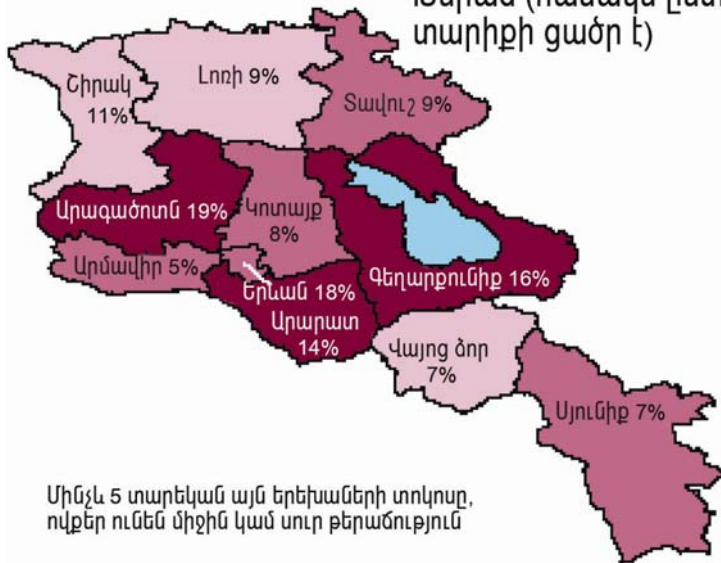 տարիքի ցածր է)
Շիրակ
11%
Լոռի 9%
Տավուշ 9%
Արագածոտն 19%
Կոտայք
8%
Արմավիր 5%
Երևան 18%
Գեղարքունիք 16%
Արարատ
14%
Վայոց ձոր
7%
Սյունիք 7%
Մինչև 5 տարեկան այն երեխաների տոկոսը,
ովքեր ունեն միջին կամ սուր թերաճություն